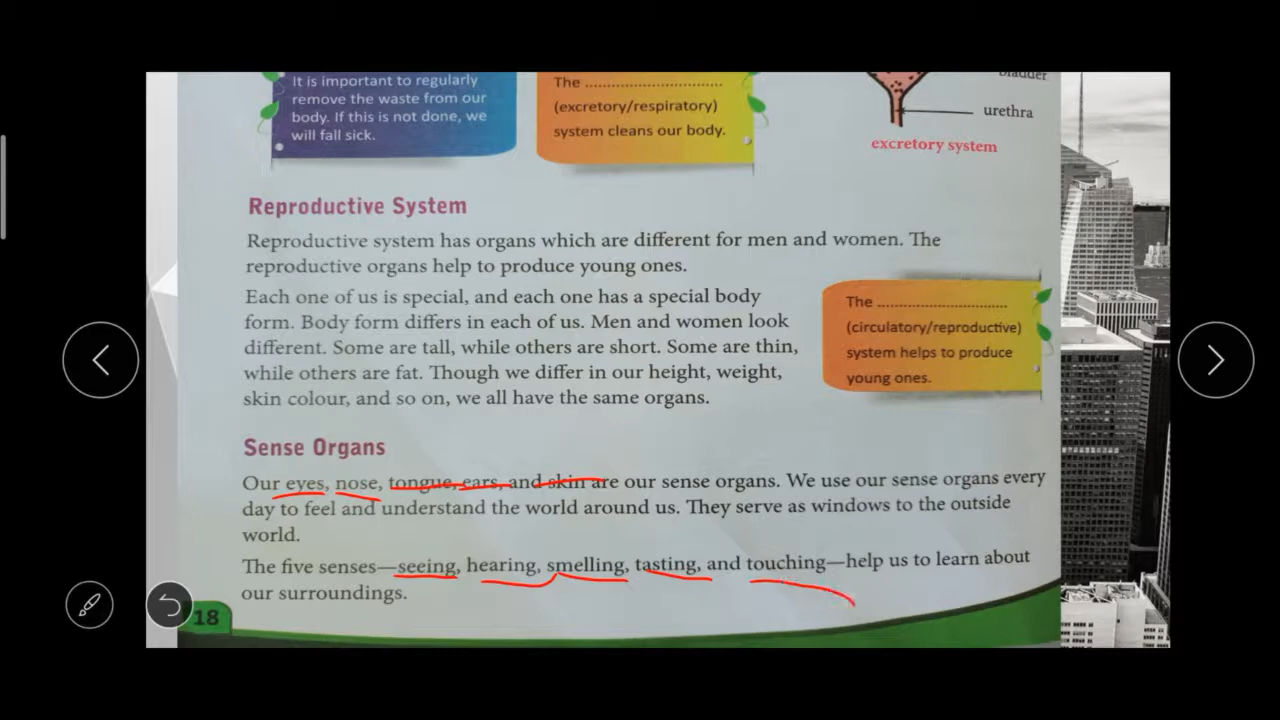 It is important to regularly
remove the waste from our
body. If this is not done, we
will fall sick.
The ..............................
(excretory/respiratory)
system cleans our body.
bladder
urethra
excretory system
Reproductive System
Reproductive system has organs which are different for men and women. The
reproductive organs help to produce young ones.
Each one of us is special, and each one has a special body
form. Body form differs in each of us. Men and women look
different. Some are tall, while others are short. Some are thin,
while others are fat. Though we differ in our height, weight,
skin colour, and so on, we all have the same organs.
The ..............................
(circulatory/reproductive)
system helps to produce
young ones.
Sense Organs
Our eyes, nose, tongue, ears, and skin are our sense organs. We use our sense organs every
day to feel and understand the world around us. They serve as windows to the outside
world.
The five senses—seeing, hearing, smelling, tasting, and touching—help us to learn about
our surroundings.
18